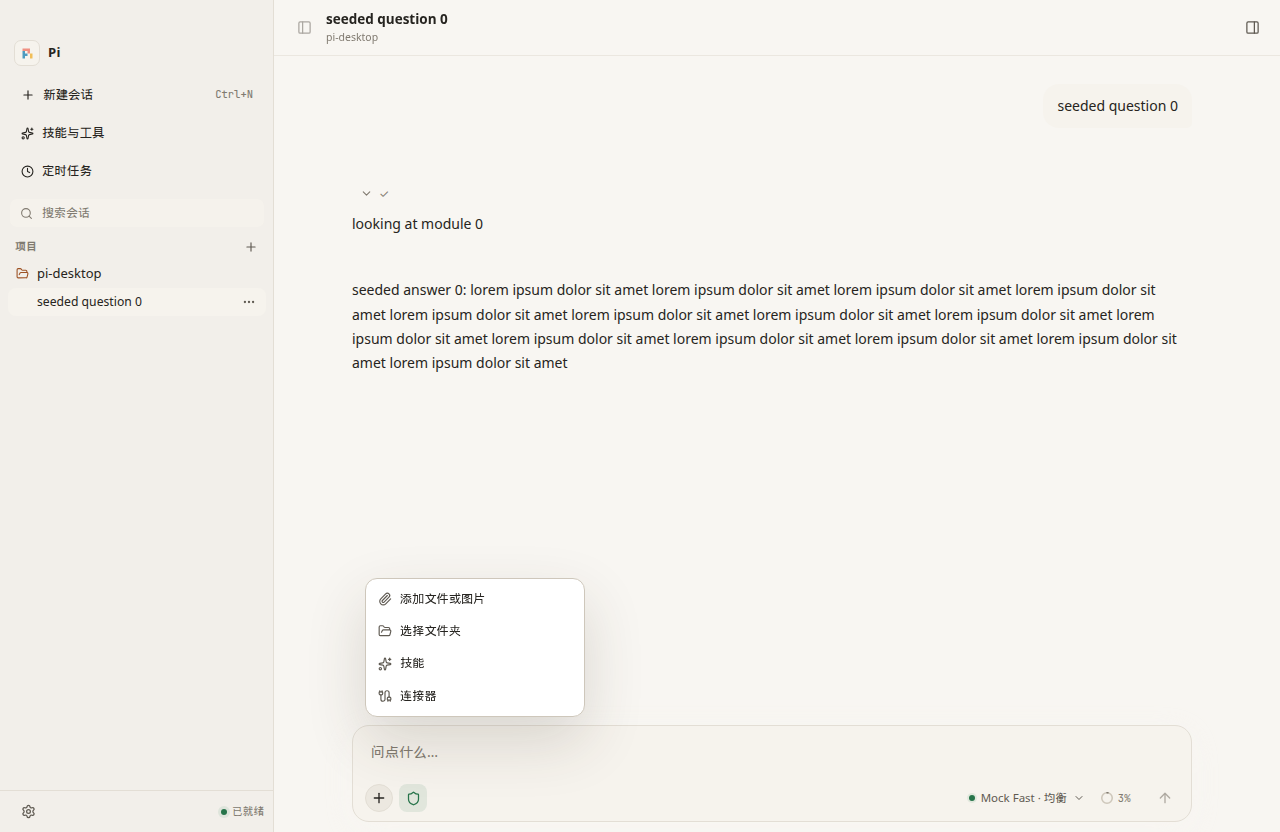 Pi
新建会话 Ctrl+N
技能与工具
定时任务
搜索会话
项目
pi-desktop
seeded question 0
已就绪
seeded question 0
pi-desktop
seeded question 0
looking at module 0
seeded answer 0: lorem ipsum dolor sit amet lorem ipsum dolor sit amet lorem ipsum dolor sit amet lorem ipsum dolor sit
amet lorem ipsum dolor sit amet lorem ipsum dolor sit amet lorem ipsum dolor sit amet lorem ipsum dolor sit amet lorem
ipsum dolor sit amet lorem ipsum dolor sit amet lorem ipsum dolor sit amet lorem ipsum dolor sit amet lorem ipsum dolor sit
amet lorem ipsum dolor sit amet
添加文件或图片
选择文件夹
技能
连接器
问点什么...
Mock Fast · 均衡 3%